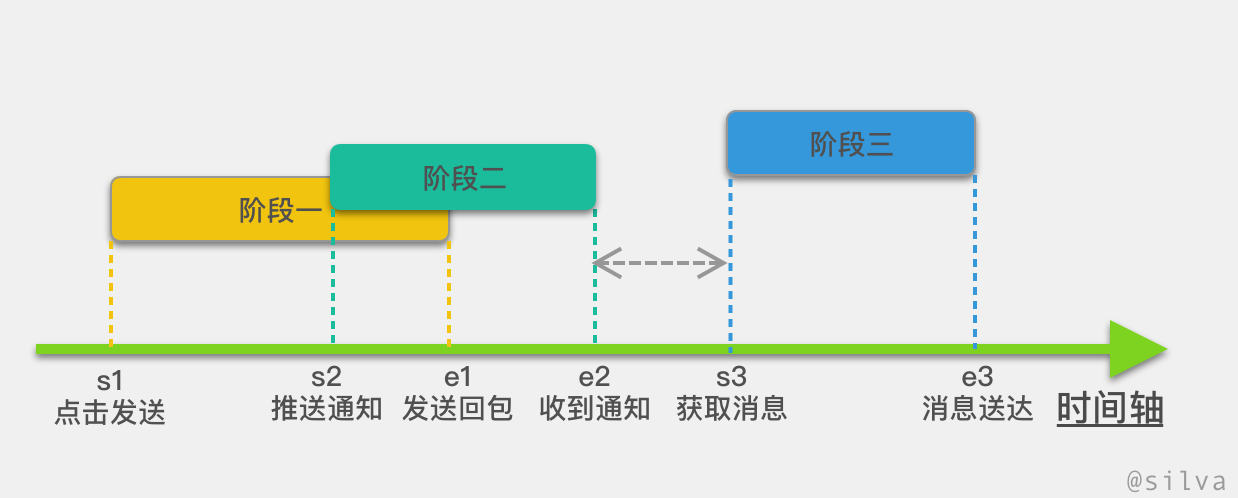 阶段三
阶段二
阶段一
s1
点击发送
s2
推送通知
e1
发送回包
e2
收到通知
s3
获取消息
e3
消息送达
时间轴
@silva